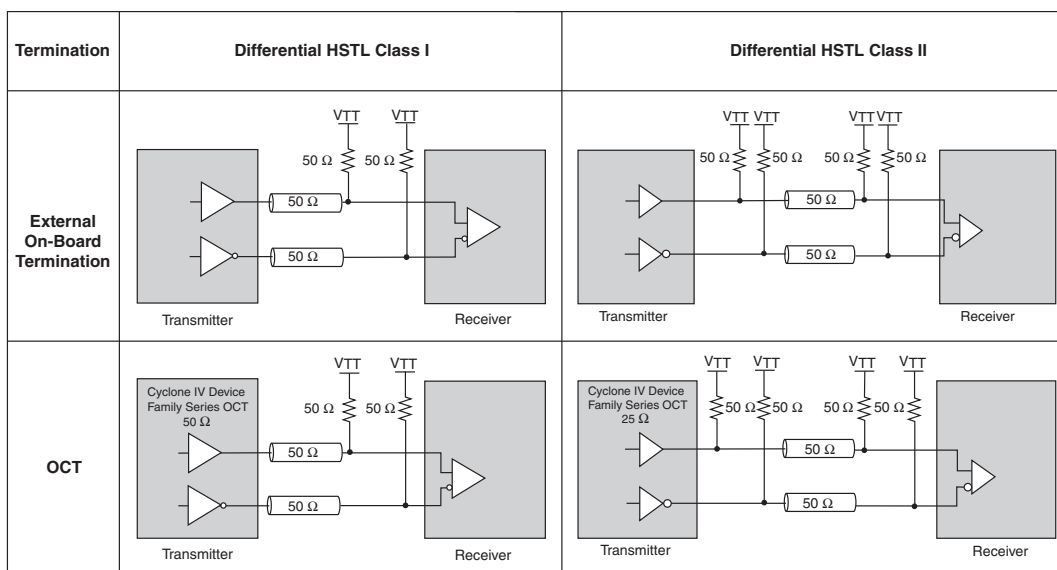 Termination
Differential HSTL Class I
Differential HSTL Class II
External
On-Board
Termination
VTT VTT
50 Ω 50 Ω
50 Ω
50 Ω
Transmitter
Receiver
VTT VTT VTT VTT
50 Ω 50 Ω 50 Ω 50 Ω
50 Ω
50 Ω
Transmitter
Receiver
OCT
Cyclone IV Device
Family Series OCT
50 Ω
VTT VTT
50 Ω 50 Ω
50 Ω
50 Ω
Transmitter
Receiver
Cyclone IV Device
Family Series OCT
25 Ω
VTT VTT VTT VTT
50 Ω 50 Ω 50 Ω 50 Ω
50 Ω
50 Ω
Transmitter
Receiver